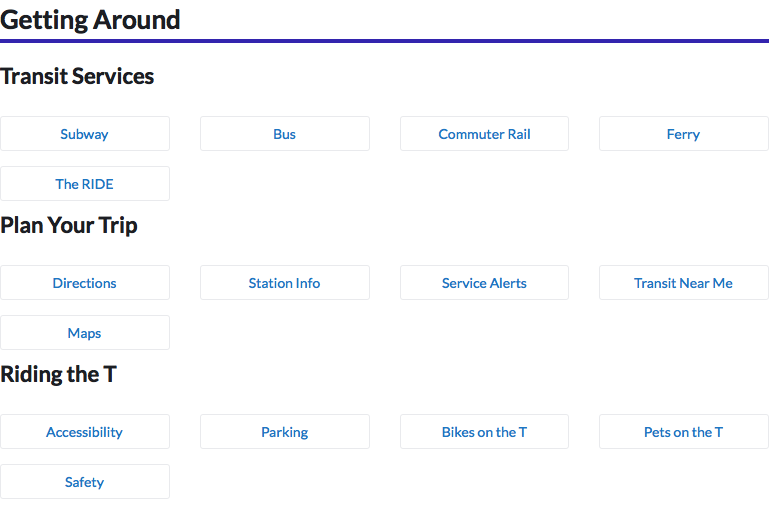 Getting Around
Transit Services
Subway Bus Commuter Rail Ferry
The RIDE
Plan Your Trip
Directions Station Info Service Alerts Transit Near Me
Maps
Riding the T
Accessibility Parking Bikes on the T Pets on the T
Safety